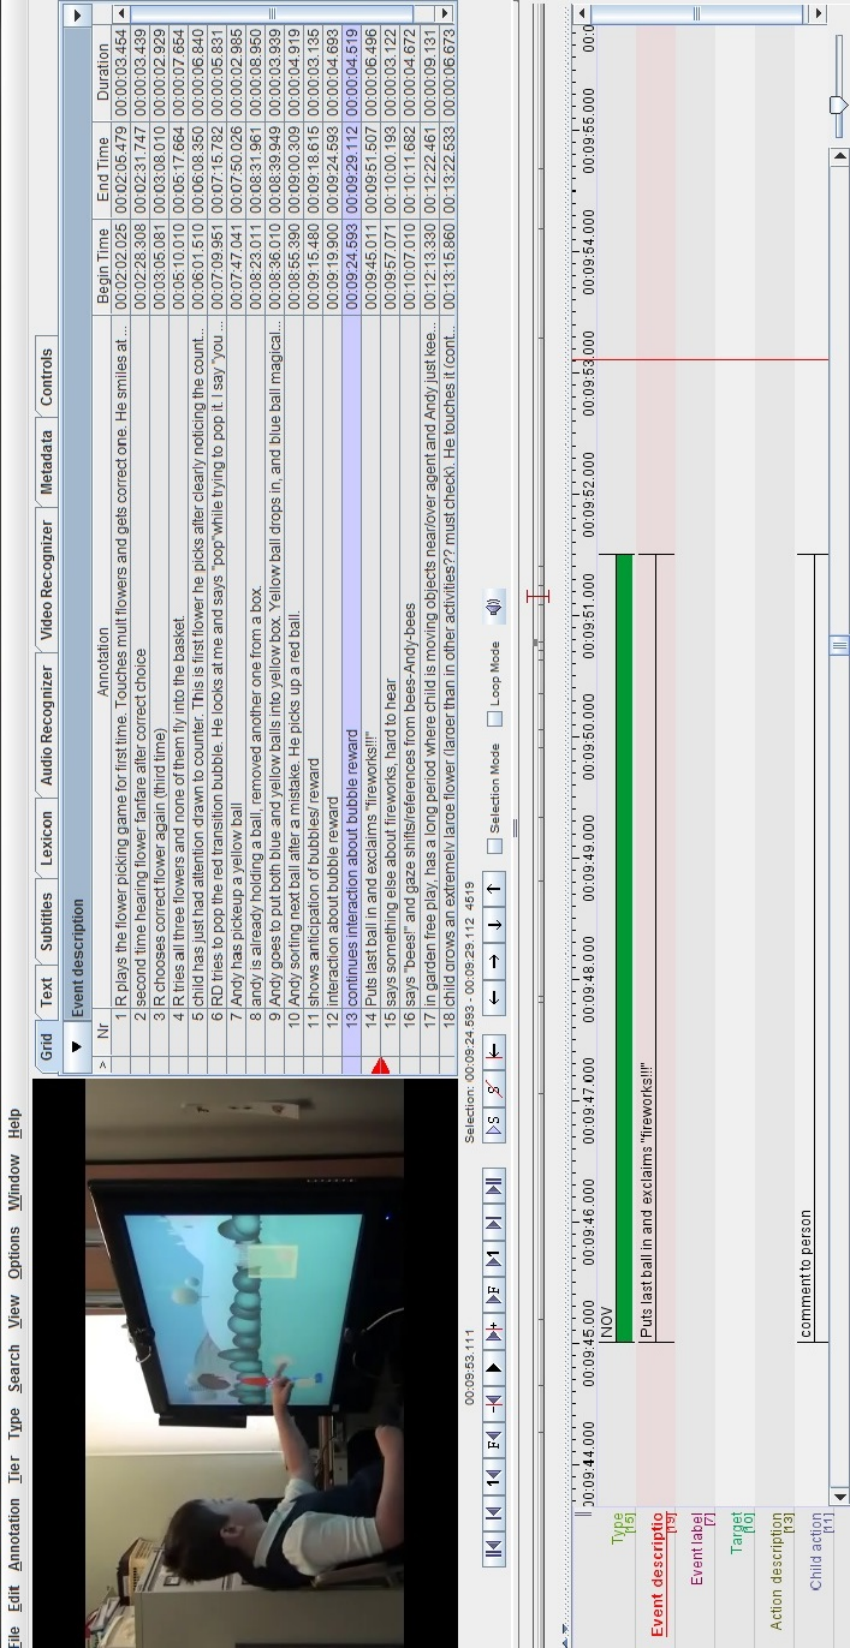 File Edit Annotation Tier Type Search View Options Window Help
Grid Text Subtitles Lexicon Audio Recognizer Video Recognizer Metadata Controls
Event description
> Nr Annotation Begin Time End Time Duration
1 R plays the flower picking game for first time. Touches mult flowers and gets correct one. He smiles at... 00:02:02.025 00:02:05.479 00:00:03.454
2 second time hearing flower fanfare after correct choice 00:02:28.308 00:02:31.747 00:00:03.439
3 R chooses correct flower again (third time) 00:03:05.081 00:03:08.010 00:00:02.929
4 R tries all three flowers and none of them fly into the basket. 00:05:10.010 00:05:17.664 00:00:07.654
5 child has just had attention drawn to counter. This is first flower he picks after clearly noticing the count... 00:06:01.510 00:06:08.350 00:00:06.840
6 RD tries to pop the red transition bubble. He looks at me and says "pop"while trying to pop it. I say "you ... 00:07:09.951 00:07:15.782 00:00:05.831
7 Andy has pickeup a yellow ball 00:07:47.041 00:07:50.026 00:00:02.985
8 andy is already holding a ball, removed another one from a box. 00:08:23.011 00:08:31.961 00:00:08.950
9 Andy goes to put both blue and yellow balls into yellow box. Yellow ball drops in, and blue ball magical... 00:08:36.010 00:08:39.949 00:00:03.939
10 Andy sorting next ball after a mistake. He picks up a red ball. 00:08:55.390 00:09:00.309 00:00:04.919
11 shows anticipation of bubbles/ reward 00:09:15.480 00:09:18.615 00:00:03.135
12 interaction about bubble reward 00:09:19.900 00:09:24.593 00:00:04.693
13 continues interaction about bubble reward 00:09:24.593 00:09:29.112 00:00:04.519
14 Puts last ball in and exclaims "fireworks!!!" 00:09:45.011 00:09:51.507 00:00:06.496
15 says something else about fireworks, hard to hear 00:09:57.071 00:10:00.193 00:00:03.122
16 says "bees!" and gaze shifts/references from bees-Andy-bees 00:10:07.010 00:10:11.682 00:00:04.672
17 in garden free play, has a long period where child is moving objects near/over agent and Andy just kee... 00:12:13.330 00:12:22.461 00:00:09.131
18 child grows an extremely large flower (larger than in other activities?? must check). He touches it (cont... 00:13:15.860 00:13:22.533 00:00:06.673
00:09:53.111 Selection: 00:09:24.593 - 00:09:29.112 4519
1 F + F 1 S S Selection Mode Loop Mode
00:09:44.000 00:09:45.000 00:09:46.000 00:09:47.000 00:09:48.000 00:09:49.000 00:09:50.000 00:09:51.000 00:09:52.000 00:09:53.000 00:09:54.000 00:09:55.000 00:0
Type [15] NOV
Event descriptio [19] Puts last ball in and exclaims "fireworks!!!"
Event label [7]
Target [10]
Action description [13]
Child action [11] comment to person